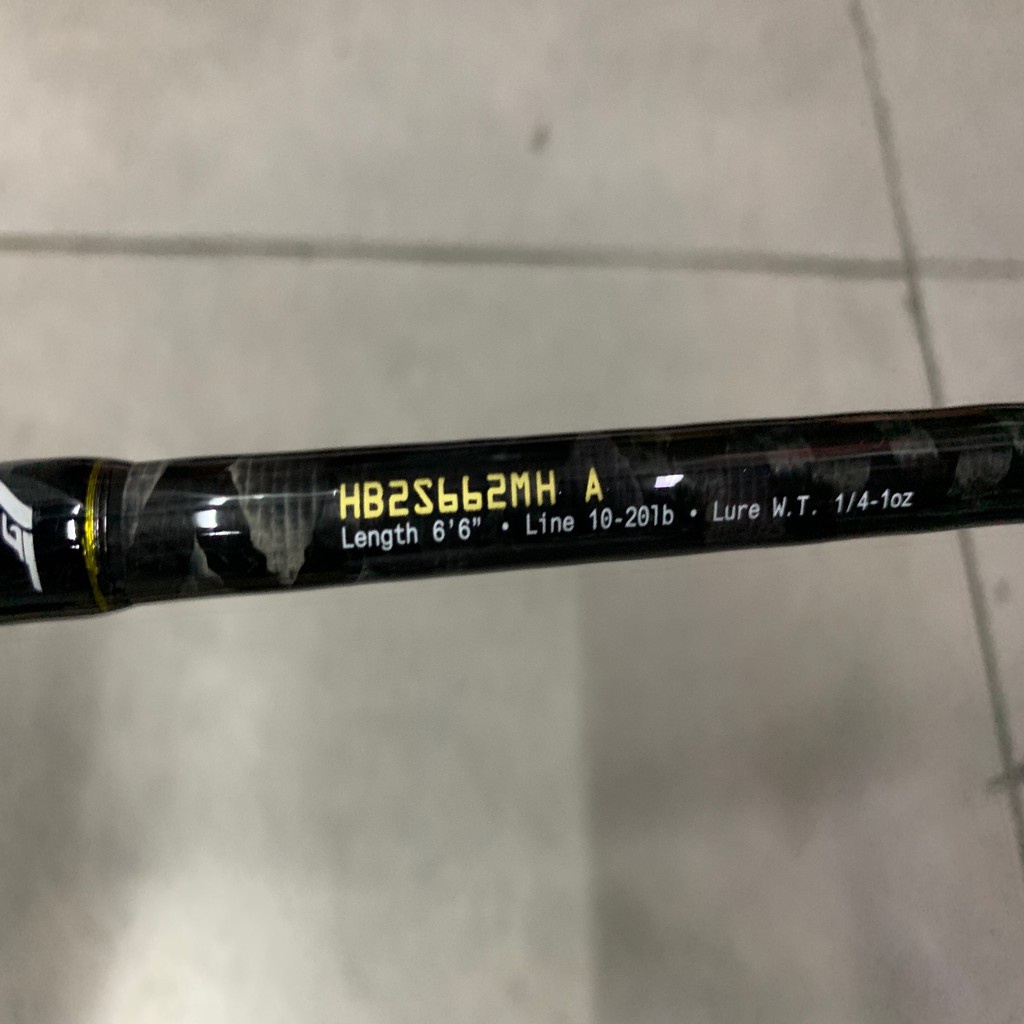 HB2S662MH A
Length 6'6" • Line 10-20lb • Lure W.T. 1/4-1oz